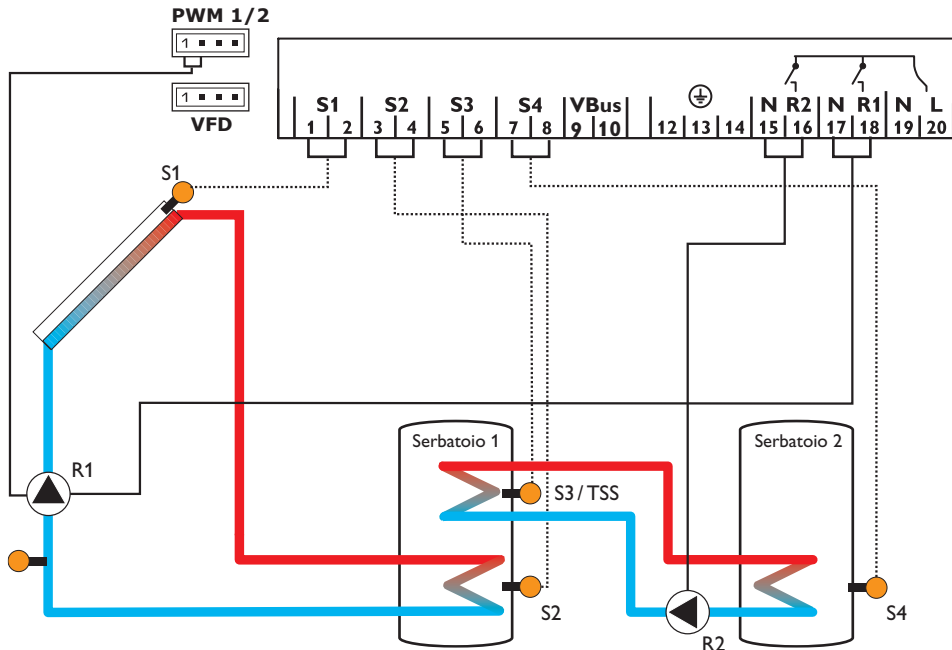 PWM 1/2
1
1
VFD
S1 S2 S3 S4 VBus N R2 N R1 N L
1 2 3 4 5 6 7 8 9 10 12 13 14 15 16 17 18 19 20
S1
Serbatoio 1
Serbatoio 2
R1
S3 / TSS
S2
S4
R2